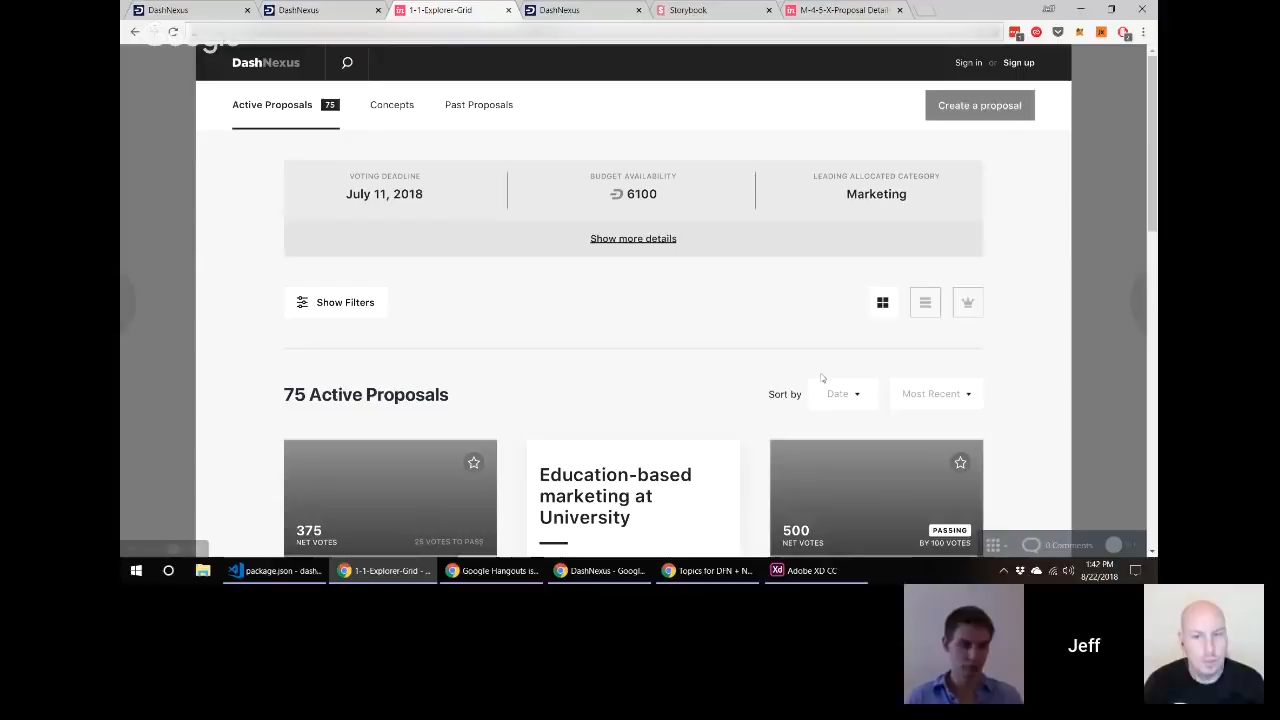 DashNexus
DashNexus
1-1-Explorer-Grid
DashNexus
Storybook
M-4-5-X-Proposal Detail
Google
DashNexus
Sign in or Sign up
Active Proposals 75
Concepts
Past Proposals
Create a proposal
VOTING DEADLINE
July 11, 2018
BUDGET AVAILABILITY
6100
LEADING ALLOCATED CATEGORY
Marketing
Show more details
Show Filters
75 Active Proposals
Sort by
Date
Most Recent
375
NET VOTES
25 VOTES TO PASS
Education-based
marketing at
University
500
NET VOTES
PASSING
BY 100 VOTES
0 Comments
package.json - dash...
1-1-Explorer-Grid - ...
Google Hangouts is...
DashNexus - Googl...
Topics for DFN + N...
Xd Adobe XD CC
1:42 PM
8/22/2018
Jeff